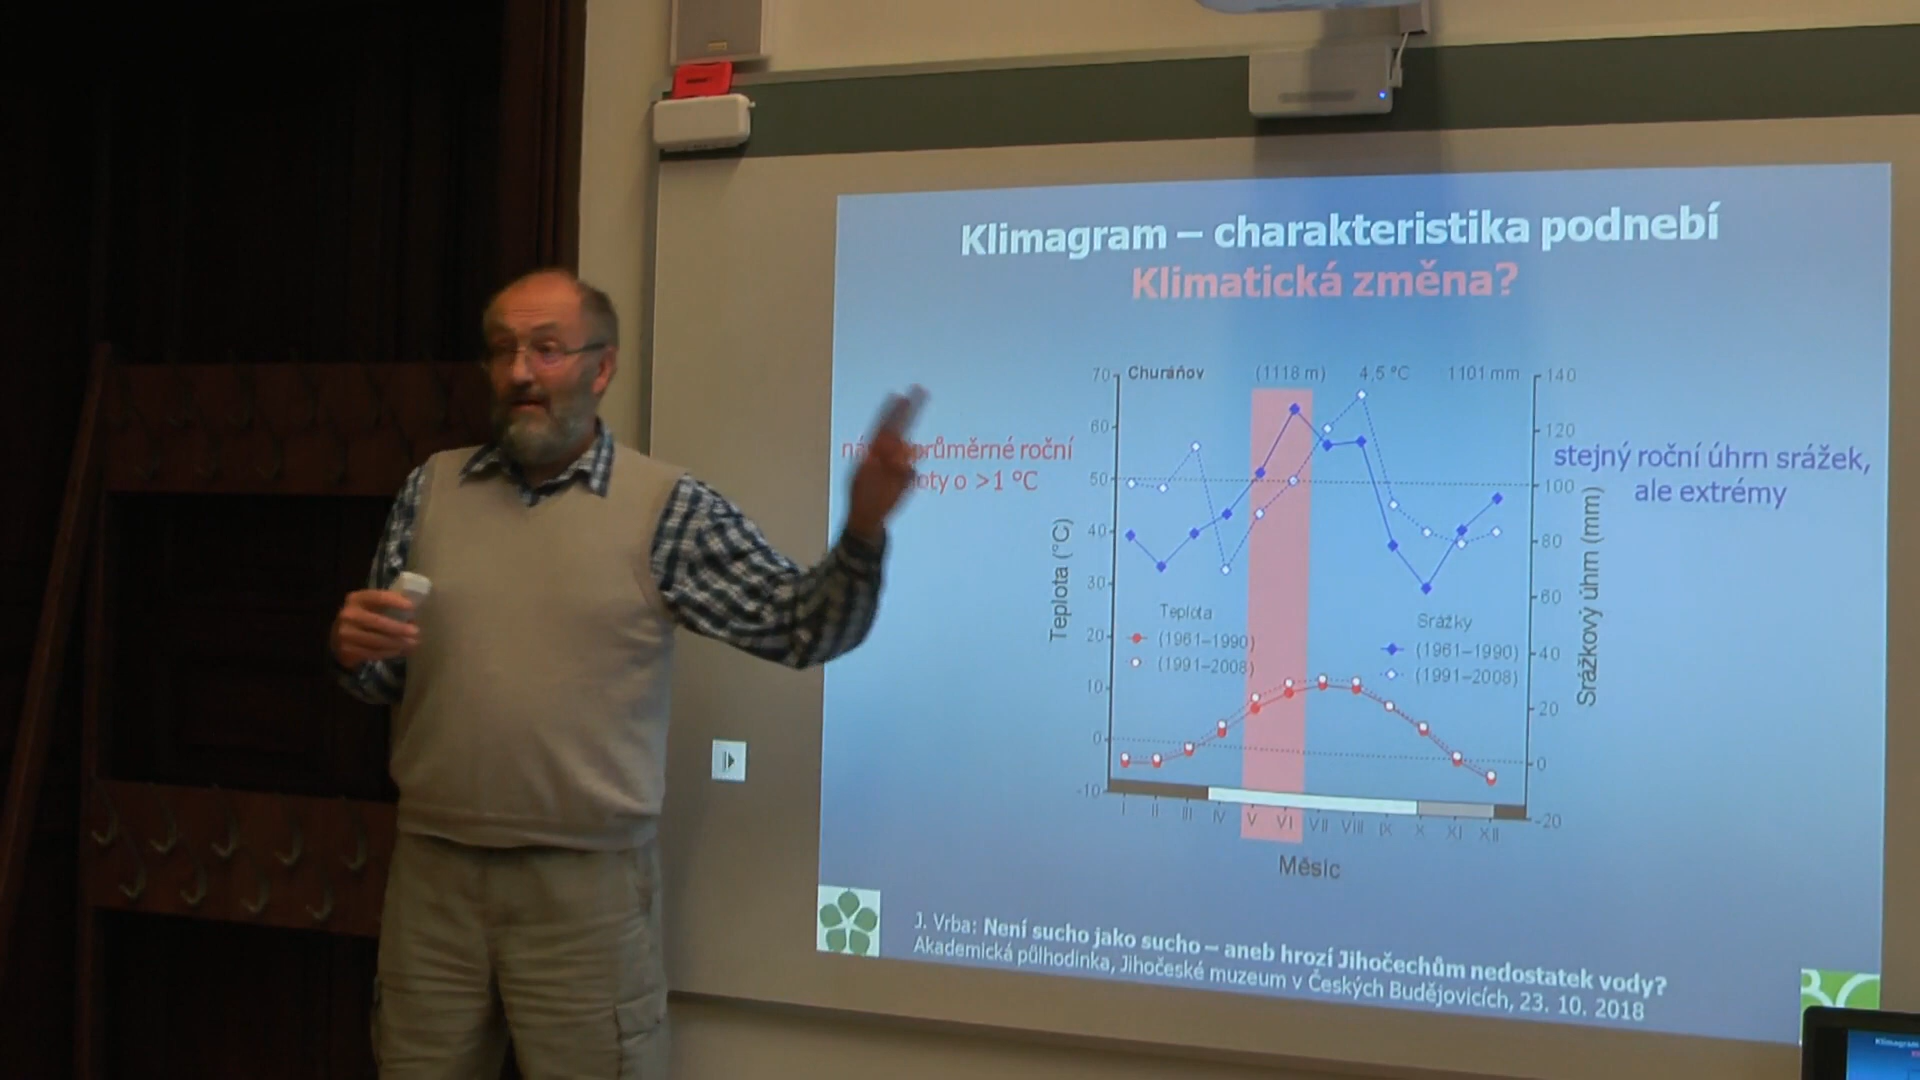 Klimagram – charakteristika podnebí
Klimatická změna?
průměrné roční
o >1 °C
stejný roční úhrn srážek,
ale extrémy
Churáňov (1118 m) 4,5 °C 1101 mm
70
60
50
40
30
20
10
0
-10
140
120
100
80
60
40
20
0
-20
Teplota (°C)
Srážkový úhrn (mm)
Teplota
(1961–1990)
(1991–2008)
Srážky
(1961–1990)
(1991–2008)
I II III IV V VI VII VIII IX X XI XII
Měsíc
J. Vrba: Není sucho jako sucho – aneb hrozí Jihočechům nedostatek vody?
Akademická půlhodinka, Jihočeské muzeum v Českých Budějovicích, 23. 10. 2018